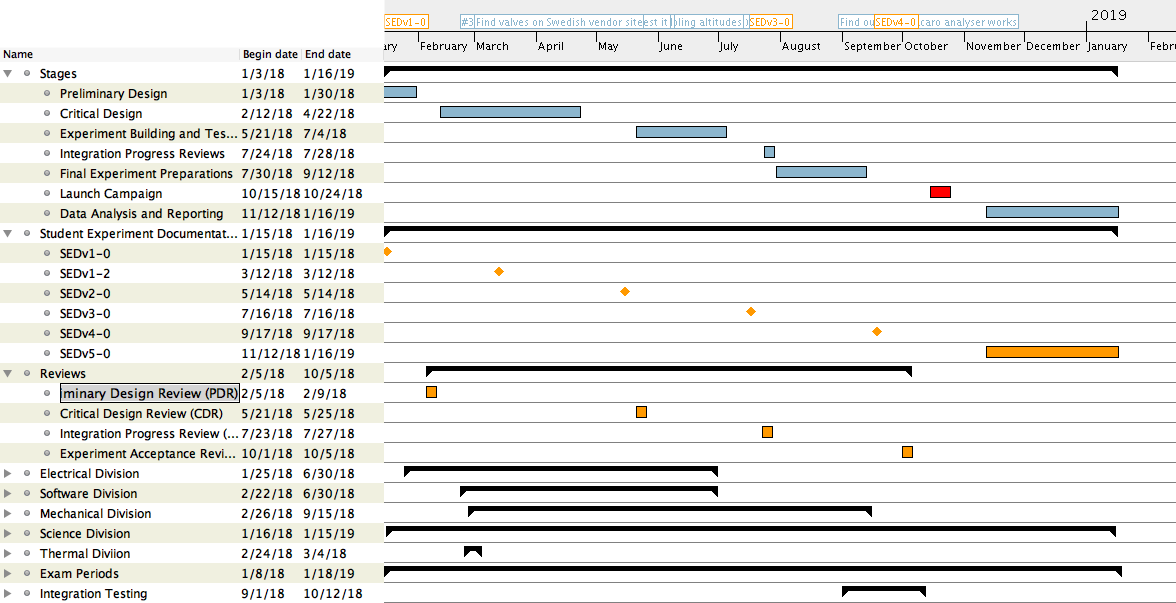 2019
SEDv1-0 #3 Find valves on Swedish vendor site est it pling altitudes SEDv3-0 Find ou SEDv4-0 caro analyser works
ary February March April May June July August September October November December January Febru
Name Begin date End date
Stages 1/3/18 1/16/19
Preliminary Design 1/3/18 1/30/18
Critical Design 2/12/18 4/22/18
Experiment Building and Tes... 5/21/18 7/4/18
Integration Progress Reviews 7/24/18 7/28/18
Final Experiment Preparations 7/30/18 9/12/18
Launch Campaign 10/15/18 10/24/18
Data Analysis and Reporting 11/12/18 1/16/19
Student Experiment Documentat... 1/15/18 1/16/19
SEDv1-0 1/15/18 1/15/18
SEDv1-2 3/12/18 3/12/18
SEDv2-0 5/14/18 5/14/18
SEDv3-0 7/16/18 7/16/18
SEDv4-0 9/17/18 9/17/18
SEDv5-0 11/12/18 1/16/19
Reviews 2/5/18 10/5/18
iminary Design Review (PDR) 2/5/18 2/9/18
Critical Design Review (CDR) 5/21/18 5/25/18
Integration Progress Review (... 7/23/18 7/27/18
Experiment Acceptance Revi... 10/1/18 10/5/18
Electrical Division 1/25/18 6/30/18
Software Division 2/22/18 6/30/18
Mechanical Division 2/26/18 9/15/18
Science Division 1/16/18 1/15/19
Thermal Diviion 2/24/18 3/4/18
Exam Periods 1/8/18 1/18/19
Integration Testing 9/1/18 10/12/18